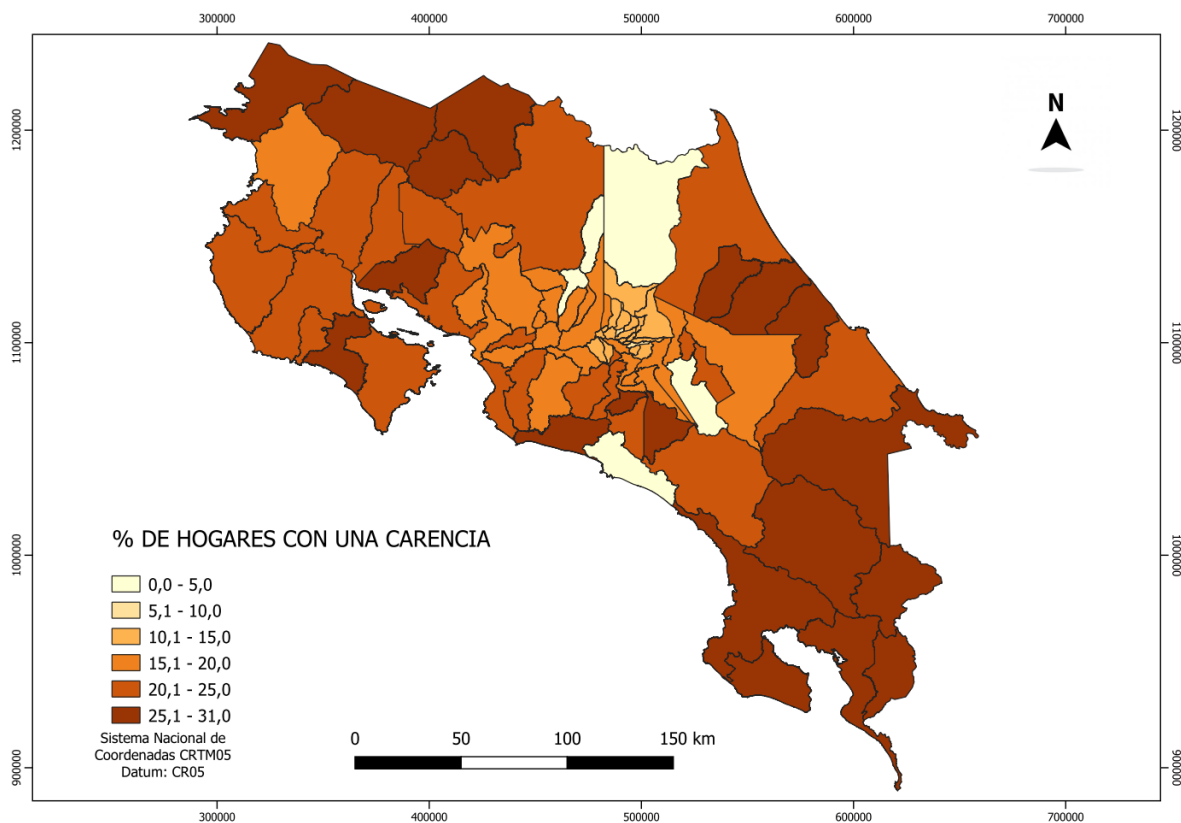 300000 400000 500000 600000 700000
1200000
1200000
N
1100000
1100000
1000000
1000000
900000
900000
% DE HOGARES CON UNA CARENCIA
0,0 - 5,0
5,1 - 10,0
10,1 - 15,0
15,1 - 20,0
20,1 - 25,0
25,1 - 31,0
Sistema Nacional de
Coordenadas CRTM05
Datum: CR05
0 50 100 150 km
300000 400000 500000 600000 700000